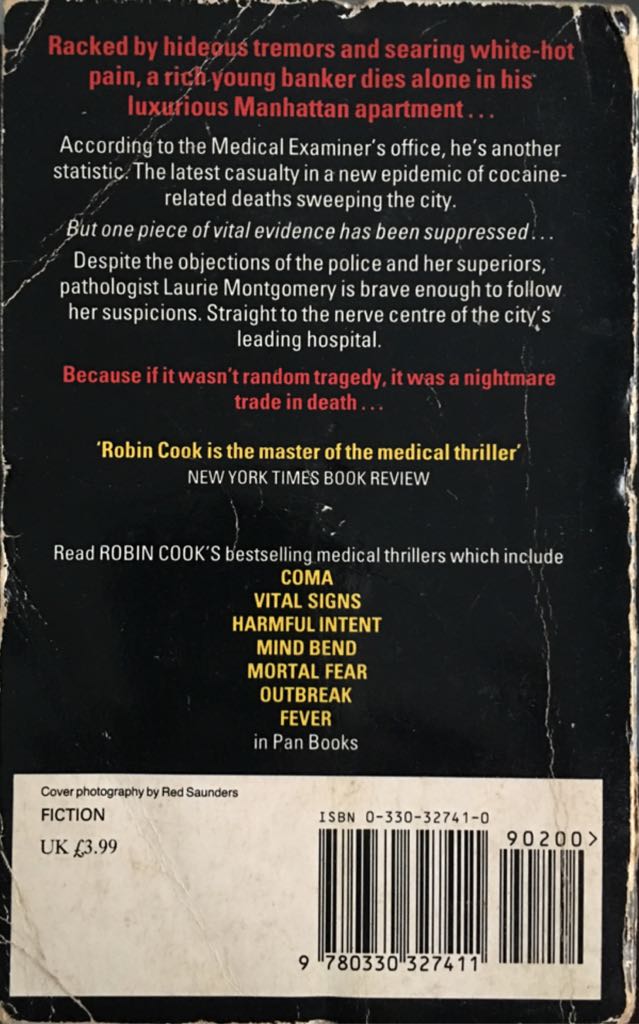 Racked by hideous tremors and searing white-hot
pain, a rich young banker dies alone in his
luxurious Manhattan apartment...
According to the Medical Examiner's office, he's another
statistic. The latest casualty in a new epidemic of cocaine-
related deaths sweeping the city.
But one piece of vital evidence has been suppressed...
Despite the objections of the police and her superiors,
pathologist Laurie Montgomery is brave enough to follow
her suspicions. Straight to the nerve centre of the city's
leading hospital.
Because if it wasn't random tragedy, it was a nightmare
trade in death...
'Robin Cook is the master of the medical thriller'
NEW YORK TIMES BOOK REVIEW
Read ROBIN COOK'S bestselling medical thrillers which include
COMA
VITAL SIGNS
HARMFUL INTENT
MIND BEND
MORTAL FEAR
OUTBREAK
FEVER
in Pan Books
Cover photography by Red Saunders
FICTION
UK £3.99
ISBN 0-330-32741-0
90200>
9 780330 327411